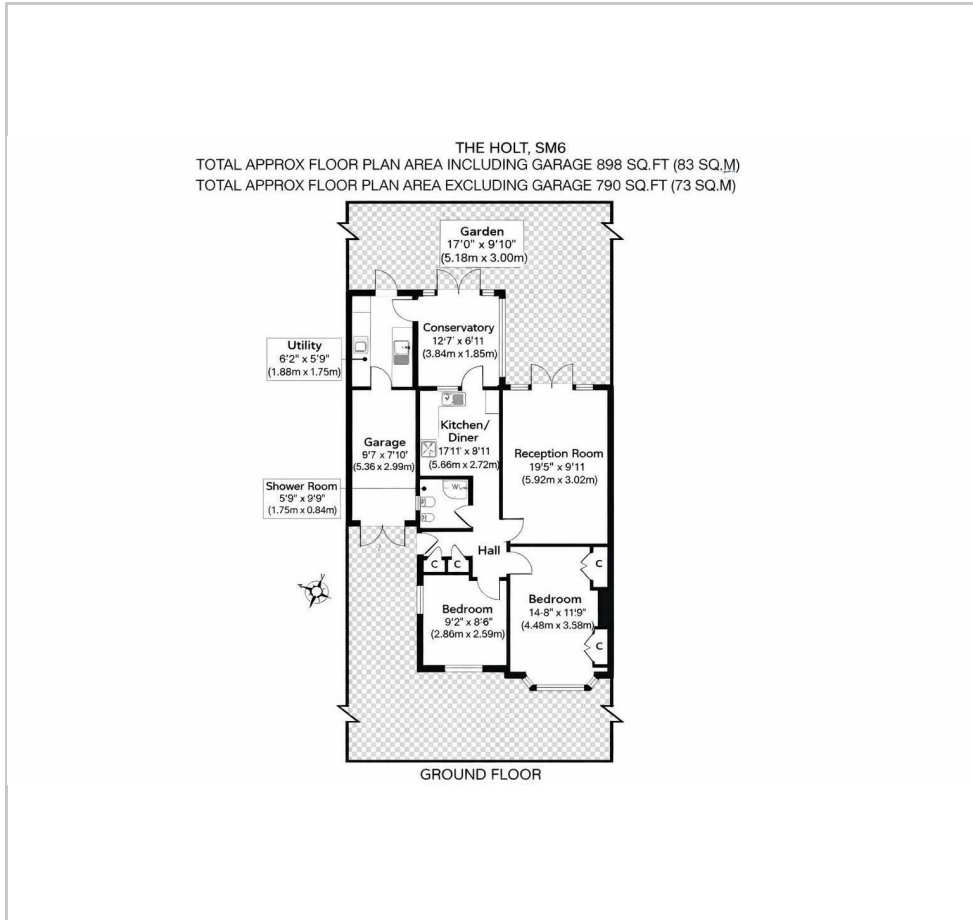 THE HOLT, SM6
TOTAL APPROX FLOOR PLAN AREA INCLUDING GARAGE 898 SQ.FT (83 SQ.M)
TOTAL APPROX FLOOR PLAN AREA EXCLUDING GARAGE 790 SQ.FT (73 SQ.M)
Garden
17'0" x 9'10"
(5.18m x 3.00m)
Conservatory
12'7' x 6'11
(3.84m x 1.85m)
Utility
6'2" x 5'9"
(1.88m x 1.75m)
Kitchen/
Diner
17'11' x 8'11
(5.66m x 2.72m)
Garage
9'7 x 7'10'
(5.36 x 2.99m)
Reception Room
19'5" x 9'11
(5.92m x 3.02m)
Shower Room
5'9" x 9'9"
(1.75m x 0.84m)
Hall
C
C
C
Bedroom
14-8" x 11'9"
(4.48m x 3.58m)
Bedroom
9'2" x 8'6"
(2.86m x 2.59m)
C
GROUND FLOOR